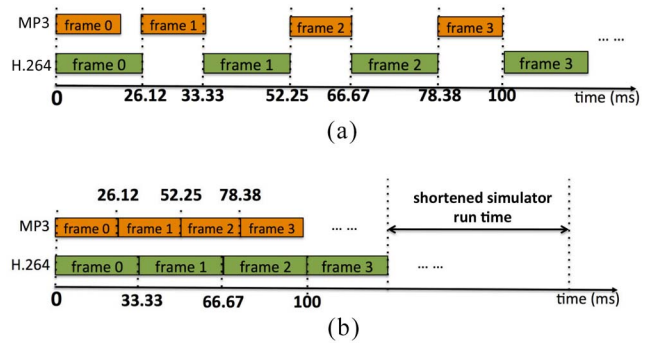 MP3 frame 0 frame 1 frame 2 frame 3
... ...
H.264 frame 0 frame 1 frame 2 frame 3
0 26.12 33.33 52.25 66.67 78.38 100 time (ms)
(a)
26.12 52.25 78.38
shortened simulator
run time
MP3 frame 0 frame 1 frame 2 frame 3 ... ...
H.264 frame 0 frame 1 frame 2 frame 3 ... ...
0 33.33 66.67 100 time (ms)
(b)